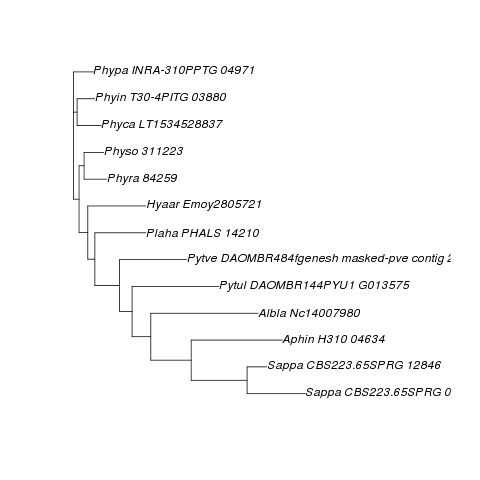 Phypa INRA-310PPTG 04971
Phyin T30-4PITG 03880
Phyca LT1534528837
Physo 311223
Phyra 84259
Hyaar Emoy2805721
Plaha PHALS 14210
Pytve DAOMBR484fgenesh masked-pve contig 2
Pytul DAOMBR144PYU1 G013575
Albla Nc14007980
Aphin H310 04634
Sappa CBS223.65SPRG 12846
Sappa CBS223.65SPRG 0